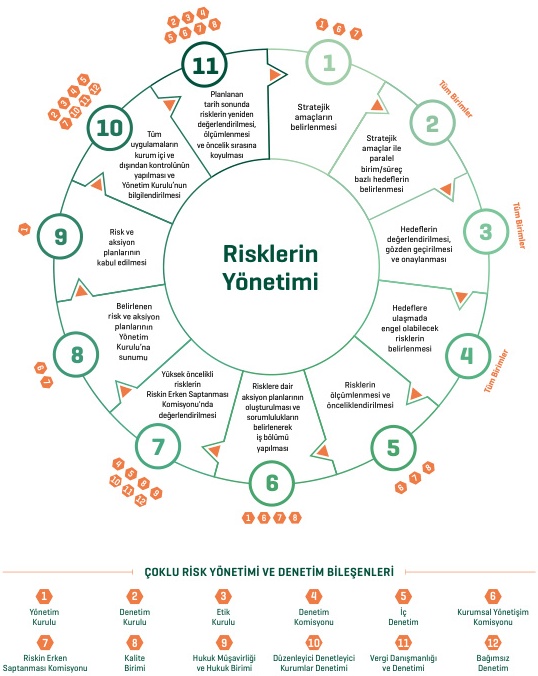 Risklerin
Yönetimi
1
Stratejik
amaçların
belirlenmesi
1 6 7
2
Stratejik
amaçlar ile
paralel
birim/süreç
bazlı hedeflerin
belirlenmesi
Tüm Birimler
3
Hedeflerin
değerlendirilmesi,
gözden geçirilmesi
ve onaylanması
Tüm Birimler
4
Hedeflere
ulaşmada
engel olabilecek
risklerin
belirlenmesi
Tüm Birimler
5
Risklerin
ölçümlenmesi ve
önceliklendirilmesi
6 7 8
6
Risklere dair
aksiyon planlarının
oluşturulması ve
sorumlulukların
belirlenerek
iş bölümü
yapılması
1 6 7 8
7
Yüksek öncelikli
risklerin
Riskin Erken Saptanması
Komisyonu'nda
değerlendirilmesi
4 5 8 9
10 11 12
8
Belirlenen
risk ve aksiyon
planlarının
Yönetim
Kurulu'na
sunumu
6 7
9
Risk ve
aksiyon
planlarının
kabul edilmesi
1
10
Tüm
uygulamaların
kurum içi ve
dışından kontrolünün
yapılması ve
Yönetim Kurulu'nun
bilgilendirilmesi
2 3 4 5
7 10 11 12
11
Planlanan
tarih sonunda
risklerin yeniden
değerlendirilmesi,
ölçümlenmesi
ve öncelik sırasına
koyulması
2 3 4
5 6 7 8
ÇOKLU RİSK YÖNETİMİ VE DENETİM BİLEŞENLERİ
1 2 3 4 5 6
Yönetim Denetim Etik Denetim İç Kurumsal Yönetişim
Kurulu Kurulu Kurulu Komisyonu Denetim Komisyonu
7 8 9 10 11 12
Riskin Erken Kalite Hukuk Müşavirliği Düzenleyici Denetleyici Vergi Danışmanlığı Bağımsız
Saptanması Komisyonu Birimi ve Hukuk Birimi Kurumlar Denetimi ve Denetimi Denetim